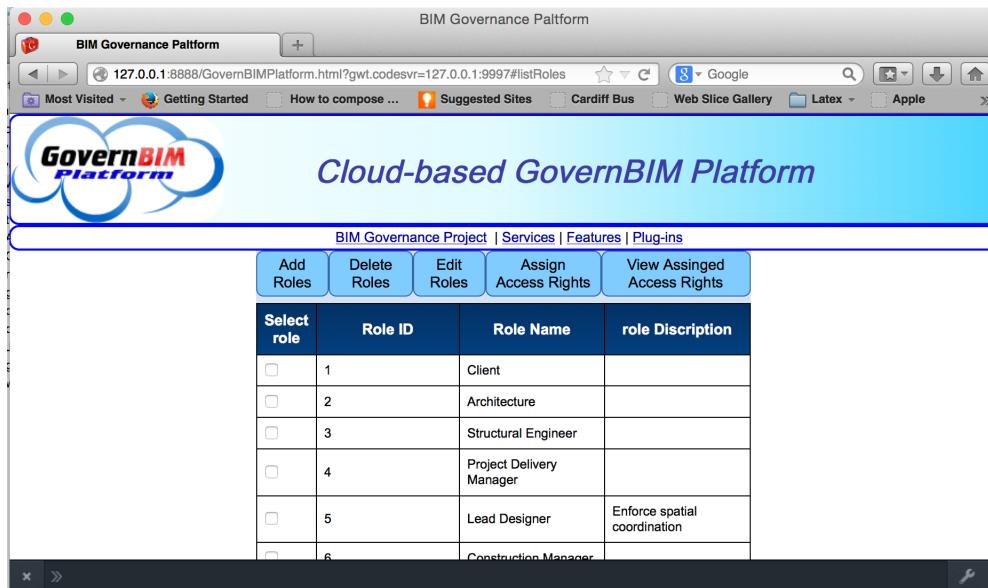 BIM Governance Paltform
BIM Governance Paltform
127.0.0.1:8888/GovernBIMPlatform.html?gwt.codesvr=127.0.0.1:9997#listRoles
Google
Most Visited
Getting Started
How to compose ...
Suggested Sites
Cardiff Bus
Web Slice Gallery
Latex
Apple
GovernBIM
Platform
Cloud-based GovernBIM Platform
BIM Governance Project | Services | Features | Plug-ins
Add
Roles
Delete
Roles
Edit
Roles
Assign
Access Rights
View Assinged
Access Rights
Select
role
Role ID
Role Name
role Discription
1
Client
2
Architecture
3
Structural Engineer
4
Project Delivery
Manager
5
Lead Designer
Enforce spatial
coordination
6
Construction Manager